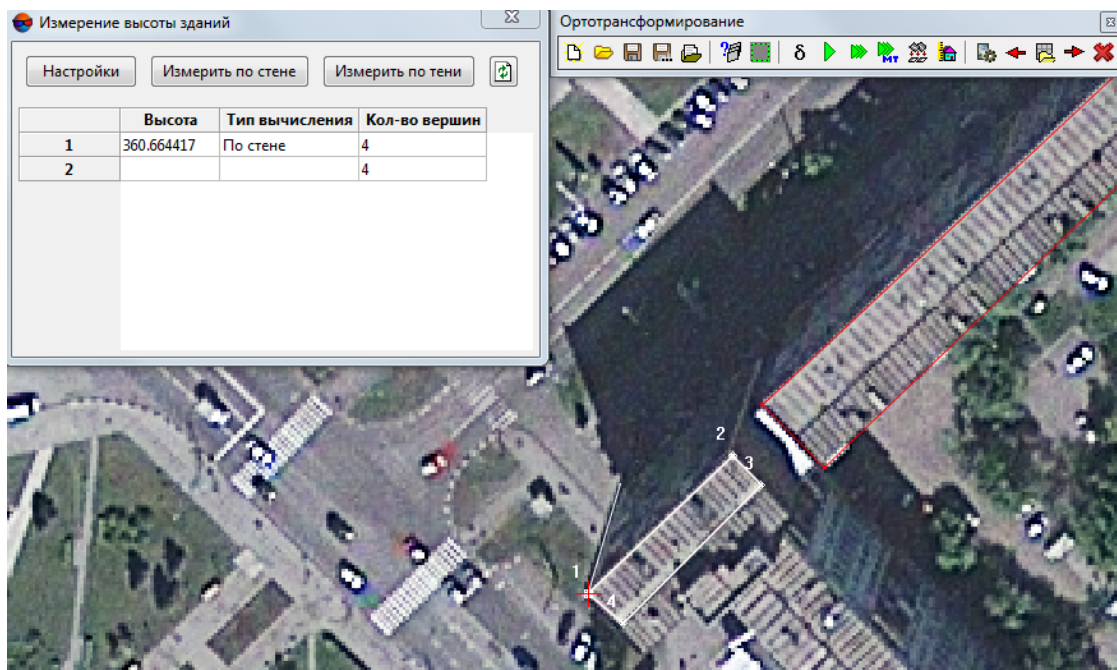 Измерение высоты зданий
Настройки Измерить по стене Измерить по тени
Высота Тип вычисления Кол-во вершин
1 360.664417 По стене 4
2 4
Ортотрансформирование
δ MT
2
3
1
4